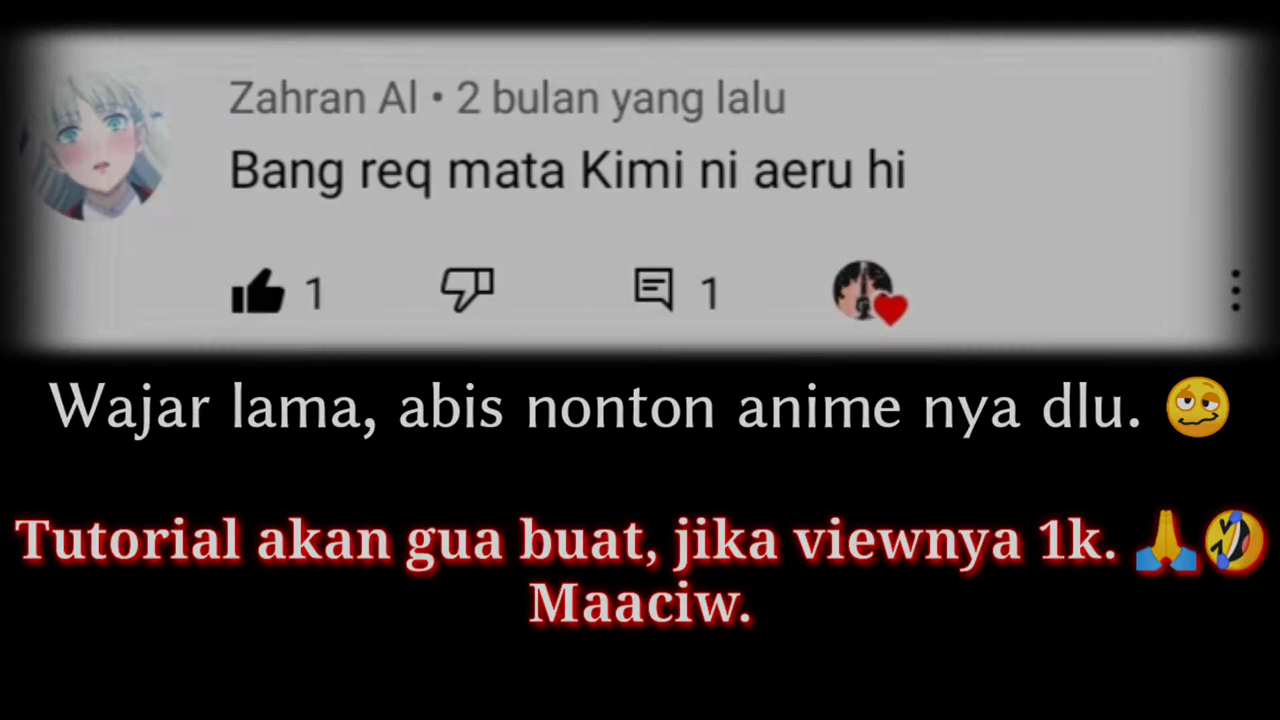 Zahran Al • 2 bulan yang lalu
Bang req mata Kimi ni aeru hi
1 1
Wajar lama, abis nonton anime nya dlu. 🥴
Tutorial akan gua buat, jika viewnya 1k. 🙏🤣
Maaciw.